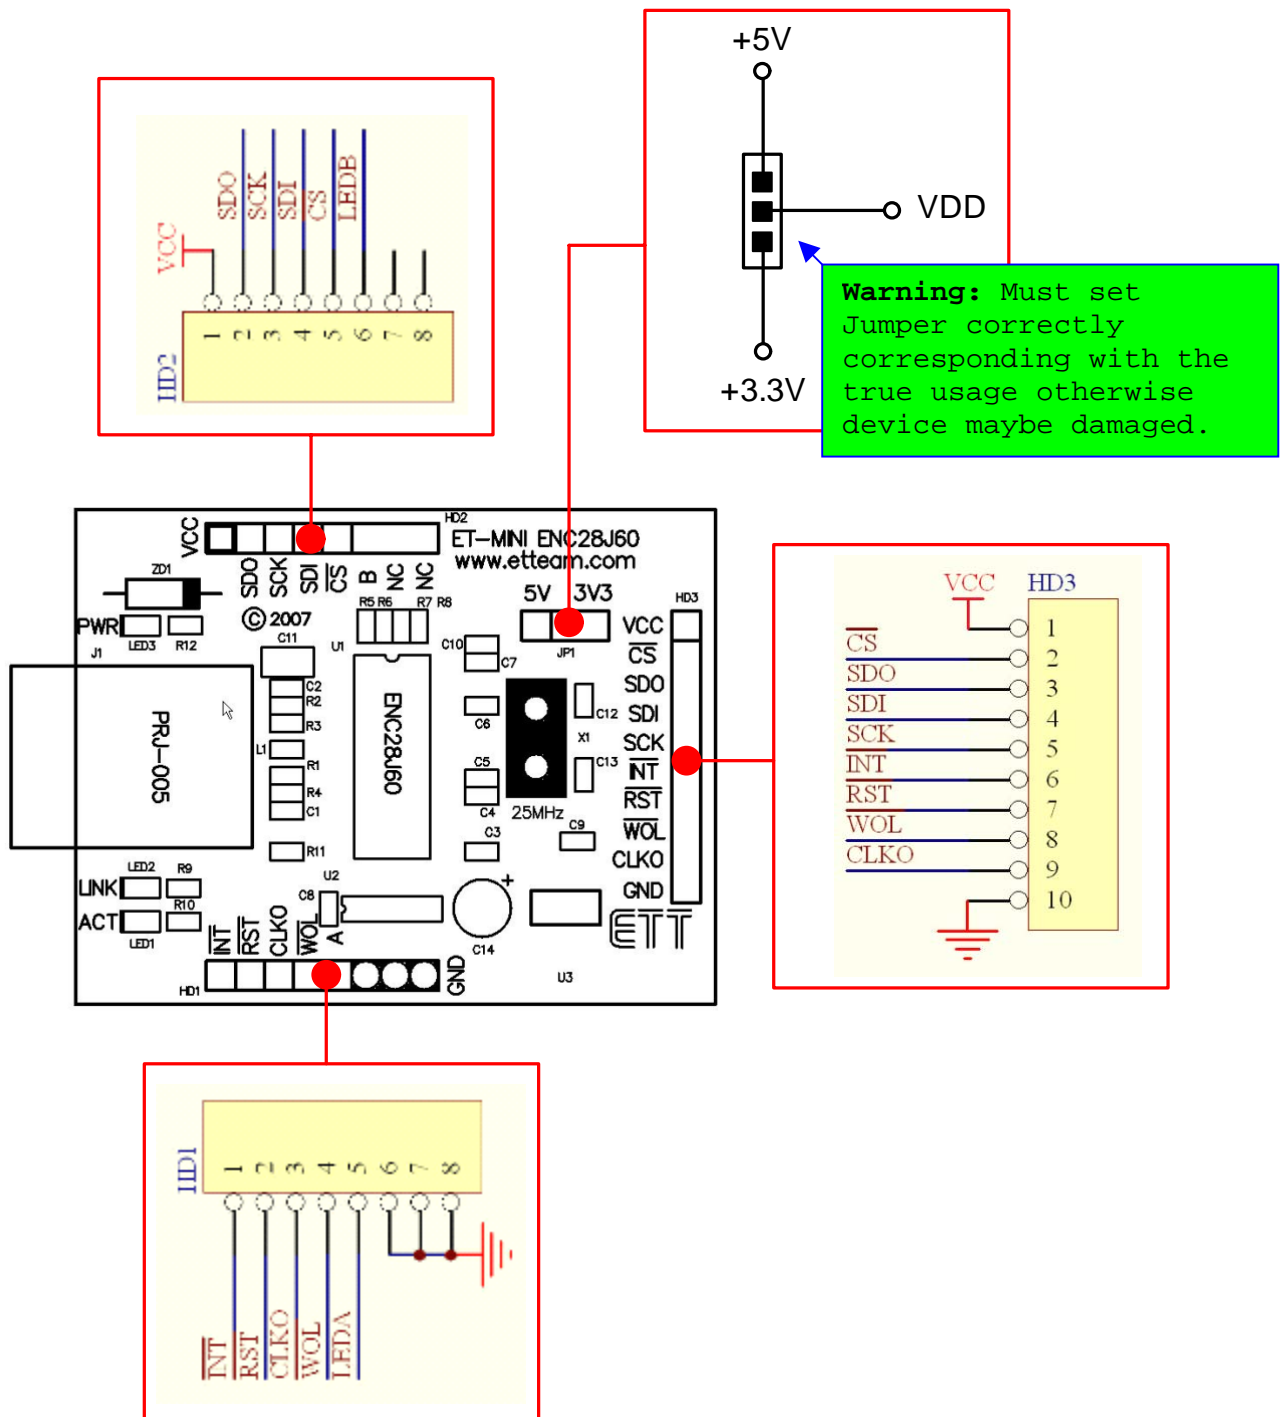 +5V
VDD
+3.3V
Warning: Must set
Jumper correctly
corresponding with the
true usage otherwise
device maybe damaged.
VCC
SDO
SCK
SDI
CS
LEDB
1
2
3
4
5
6
7
8
HD2
VCC
SDO
SCK
SDI
CS
B
NC
NC
HD2
ET-MINI ENC28J60
www.etteam.com
ZD1
© 2007
PWR
LED3
R12
J1
C11
U1
R5
R6
R7
R8
5V
3V3
JP1
HD3
VCC
CS
SDO
SDI
SCK
INT
RST
WOL
CLKO
GND
C10
C7
C6
C12
X1
C13
C5
C4
25MHz
C3
C9
PRJ-005
ENC28J60
C2
R2
R3
L1
R1
R4
C1
R11
LINK
LED2
R9
ACT
LED1
R10
U2
C8
A
+
C14
ETT
U3
INT
RST
CLKO
WOL
HD1
GND
VCC
HD3
CS
SDO
SDI
SCK
INT
RST
WOL
CLKO
1
2
3
4
5
6
7
8
9
10
HD1
1
2
3
4
5
6
7
8
INT
RST
CLKO
WOL
LEDA